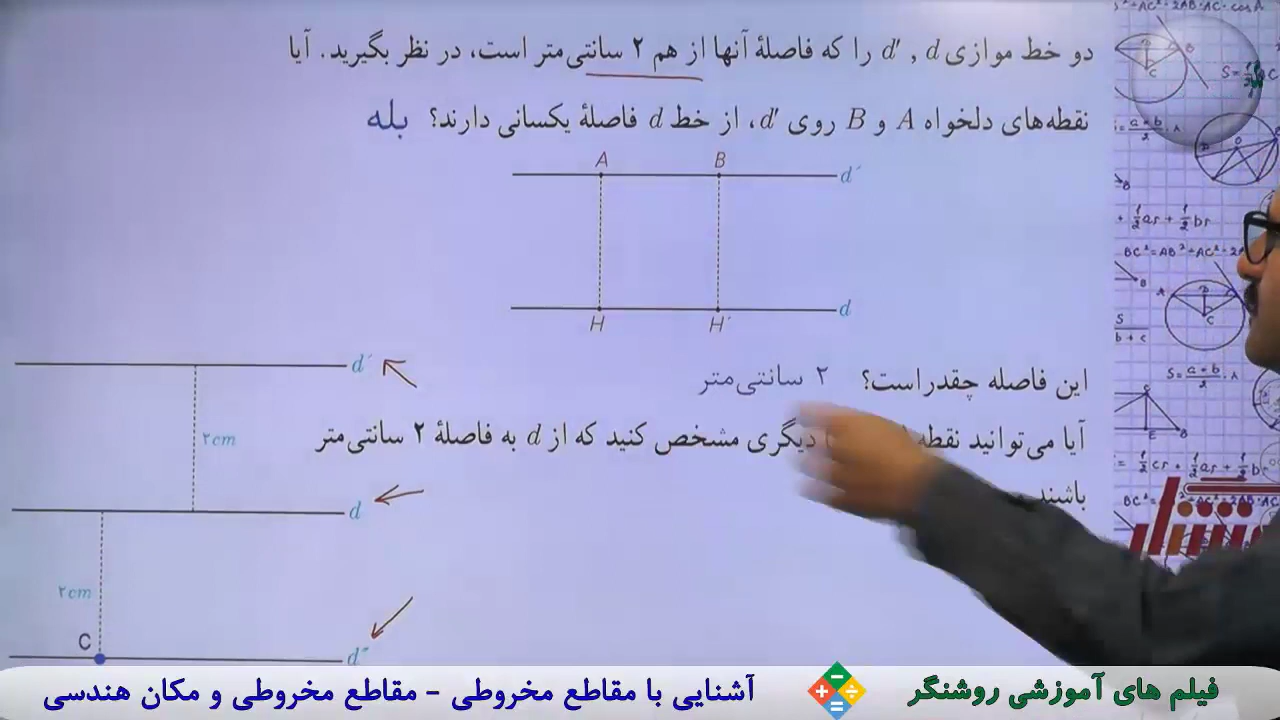 دو خط موازی d , d′ را که فاصلهٔ آنها از هم ۲ سانتی‌متر است، در نظر بگیرید. آیا
نقطه‌های دلخواه A و B روی d′، از خط d فاصلهٔ یکسانی دارند؟ بله
A B d′
H H′ d
این فاصله چقدر است؟ ۲ سانتی‌متر
آیا می‌توانید نقطه دیگری مشخص کنید که از d به فاصلهٔ ۲ سانتی‌متر
باشند
d′
۲cm
d
۲cm
C
d″
فیلم های آموزشی روشنگر
آشنایی با مقاطع مخروطی - مقاطع مخروطی و مکان هندسی